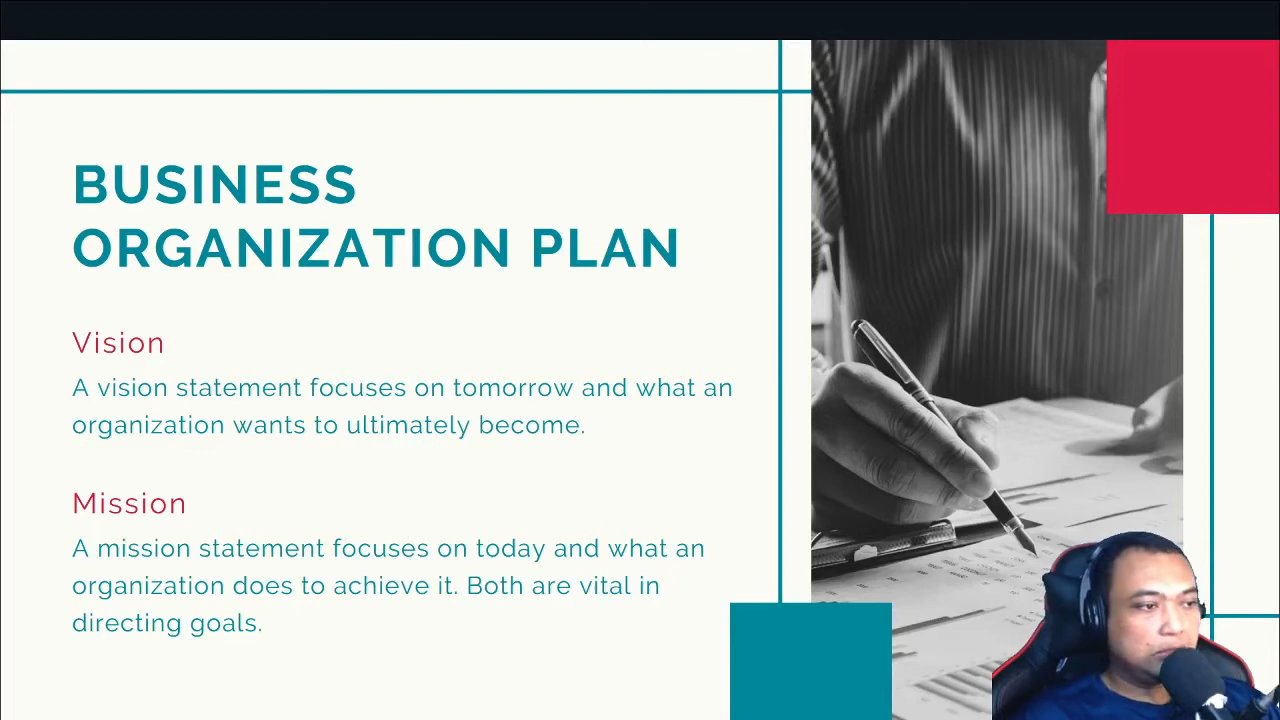 BUSINESS
ORGANIZATION PLAN
Vision
A vision statement focuses on tomorrow and what an
organization wants to ultimately become.
Mission
A mission statement focuses on today and what an
organization does to achieve it. Both are vital in
directing goals.